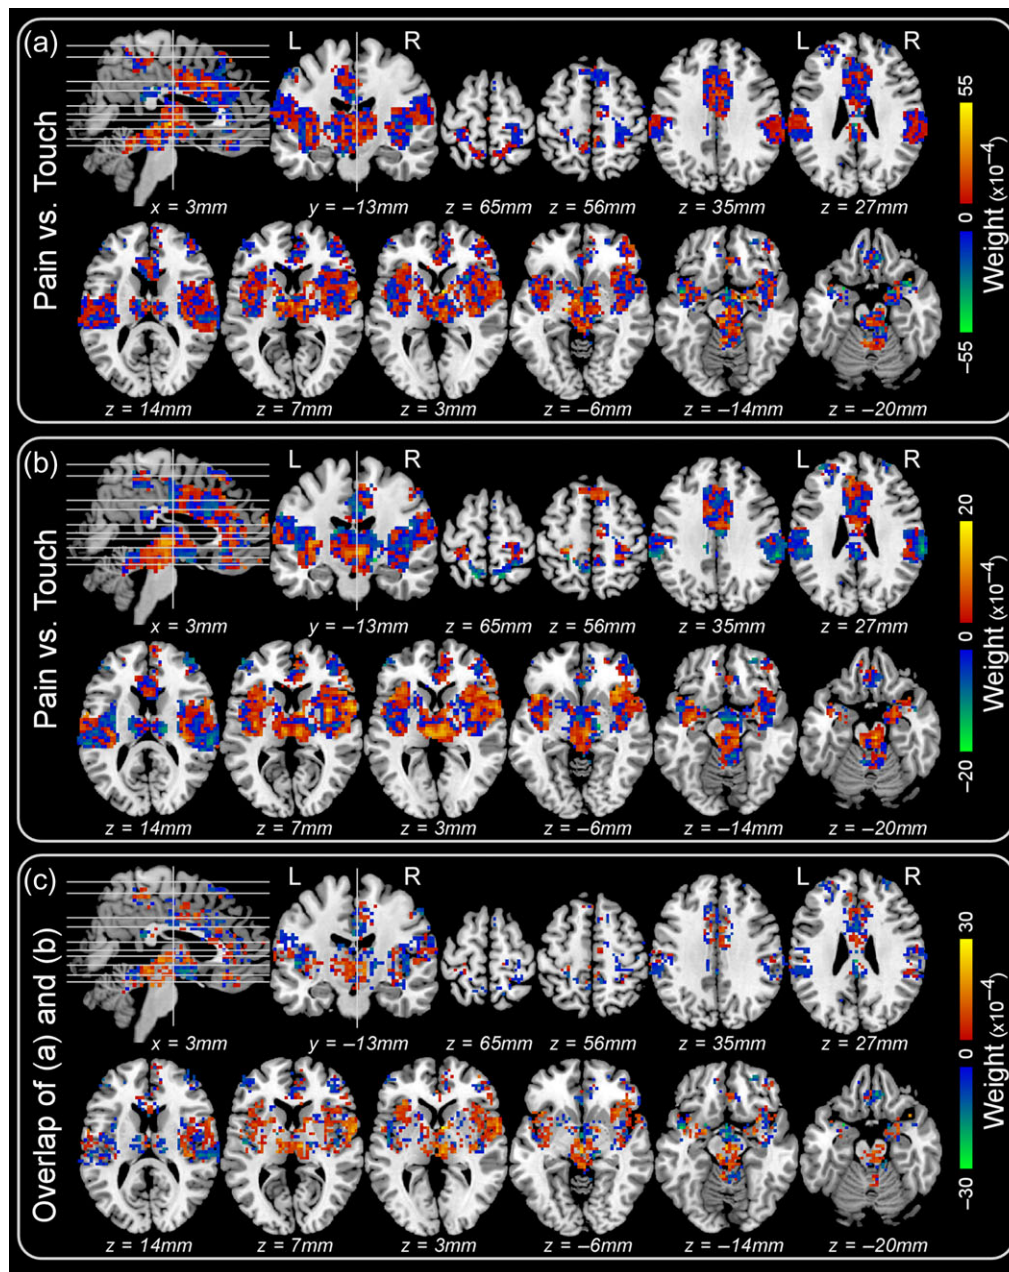 (a)
L R
L R
x = 3mm y = –13mm z = 65mm z = 56mm z = 35mm z = 27mm
z = 14mm z = 7mm z = 3mm z = –6mm z = –14mm z = –20mm
Pain vs. Touch
–55 0 55
Weight (x10⁻⁴)
(b)
L R
L R
x = 3mm y = –13mm z = 65mm z = 56mm z = 35mm z = 27mm
z = 14mm z = 7mm z = 3mm z = –6mm z = –14mm z = –20mm
Pain vs. Touch
–20 0 20
Weight (x10⁻⁴)
(c)
L R
L R
x = 3mm y = –13mm z = 65mm z = 56mm z = 35mm z = 27mm
z = 14mm z = 7mm z = 3mm z = –6mm z = –14mm z = –20mm
Overlap of (a) and (b)
–30 0 30
Weight (x10⁻⁴)